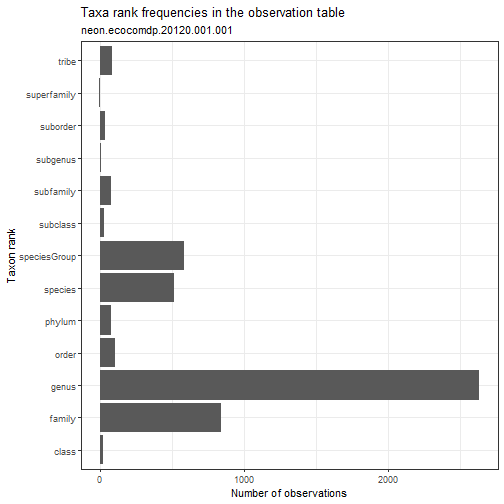 Taxa rank frequencies in the observation table
neon.ecocomdp.20120.001.001
Taxon rank
tribe
superfamily
suborder
subgenus
subfamily
subclass
speciesGroup
species
phylum
order
genus
family
class
0 1000 2000
Number of observations